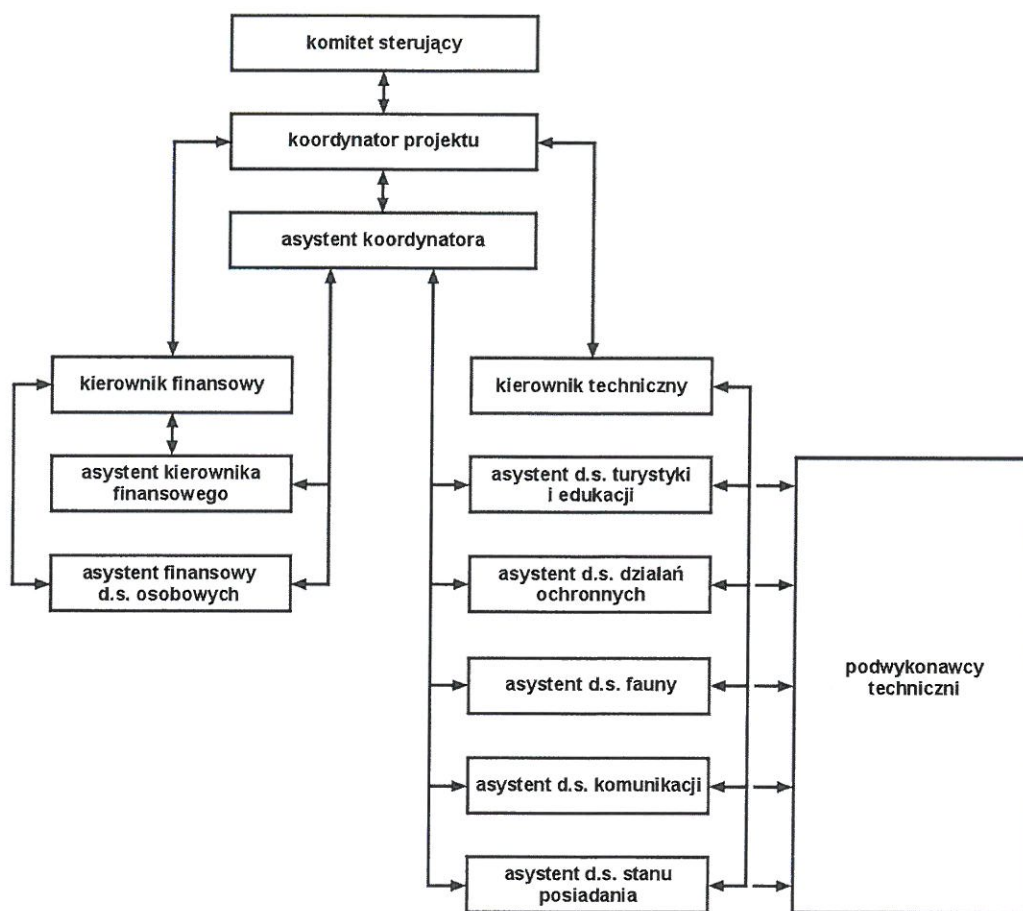 komitet sterujący
koordynator projektu
asystent koordynatora
kierownik finansowy
kierownik techniczny
asystent kierownika
finansowego
asystent d.s. turystyki
i edukacji
asystent finansowy
d.s. osobowych
asystent d.s. działań
ochronnych
asystent d.s. fauny
podwykonawcy
techniczni
asystent d.s. komunikacji
asystent d.s. stanu
posiadania